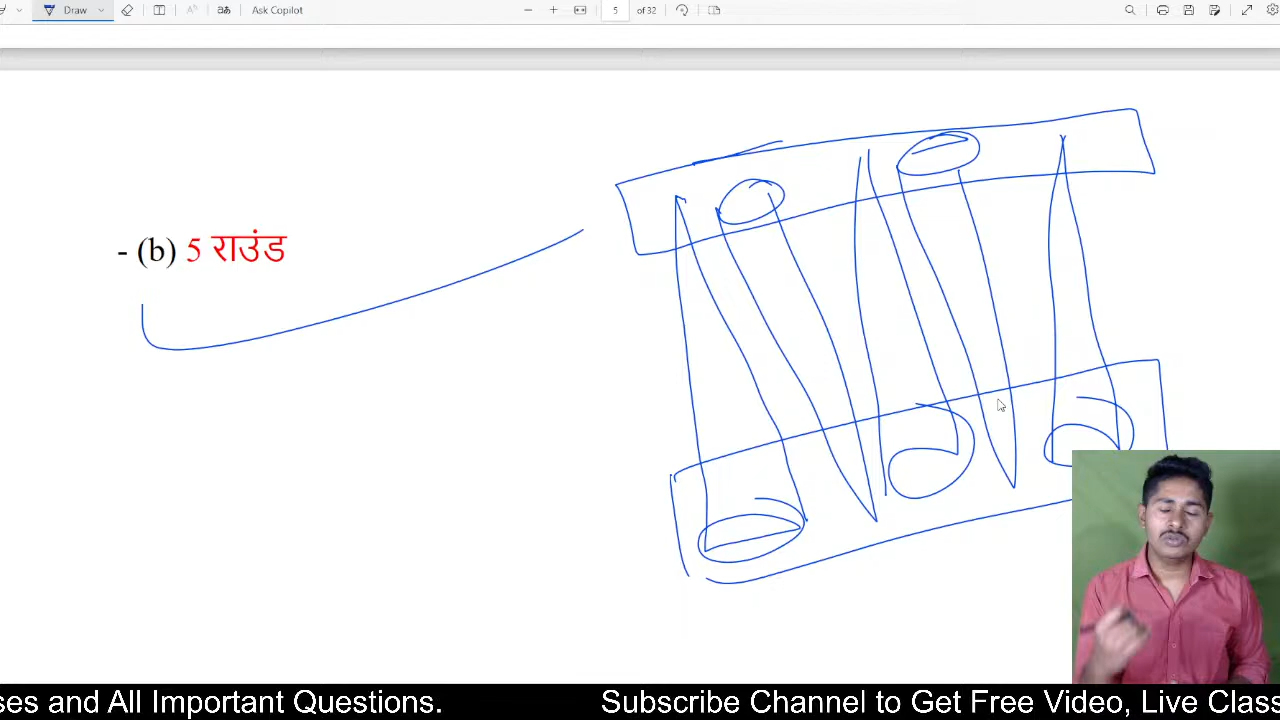 Draw
Ask Copilot
5 of 32
- (b) 5 राउंड
ses and All Important Questions. Subscribe Channel to Get Free Video, Live Class